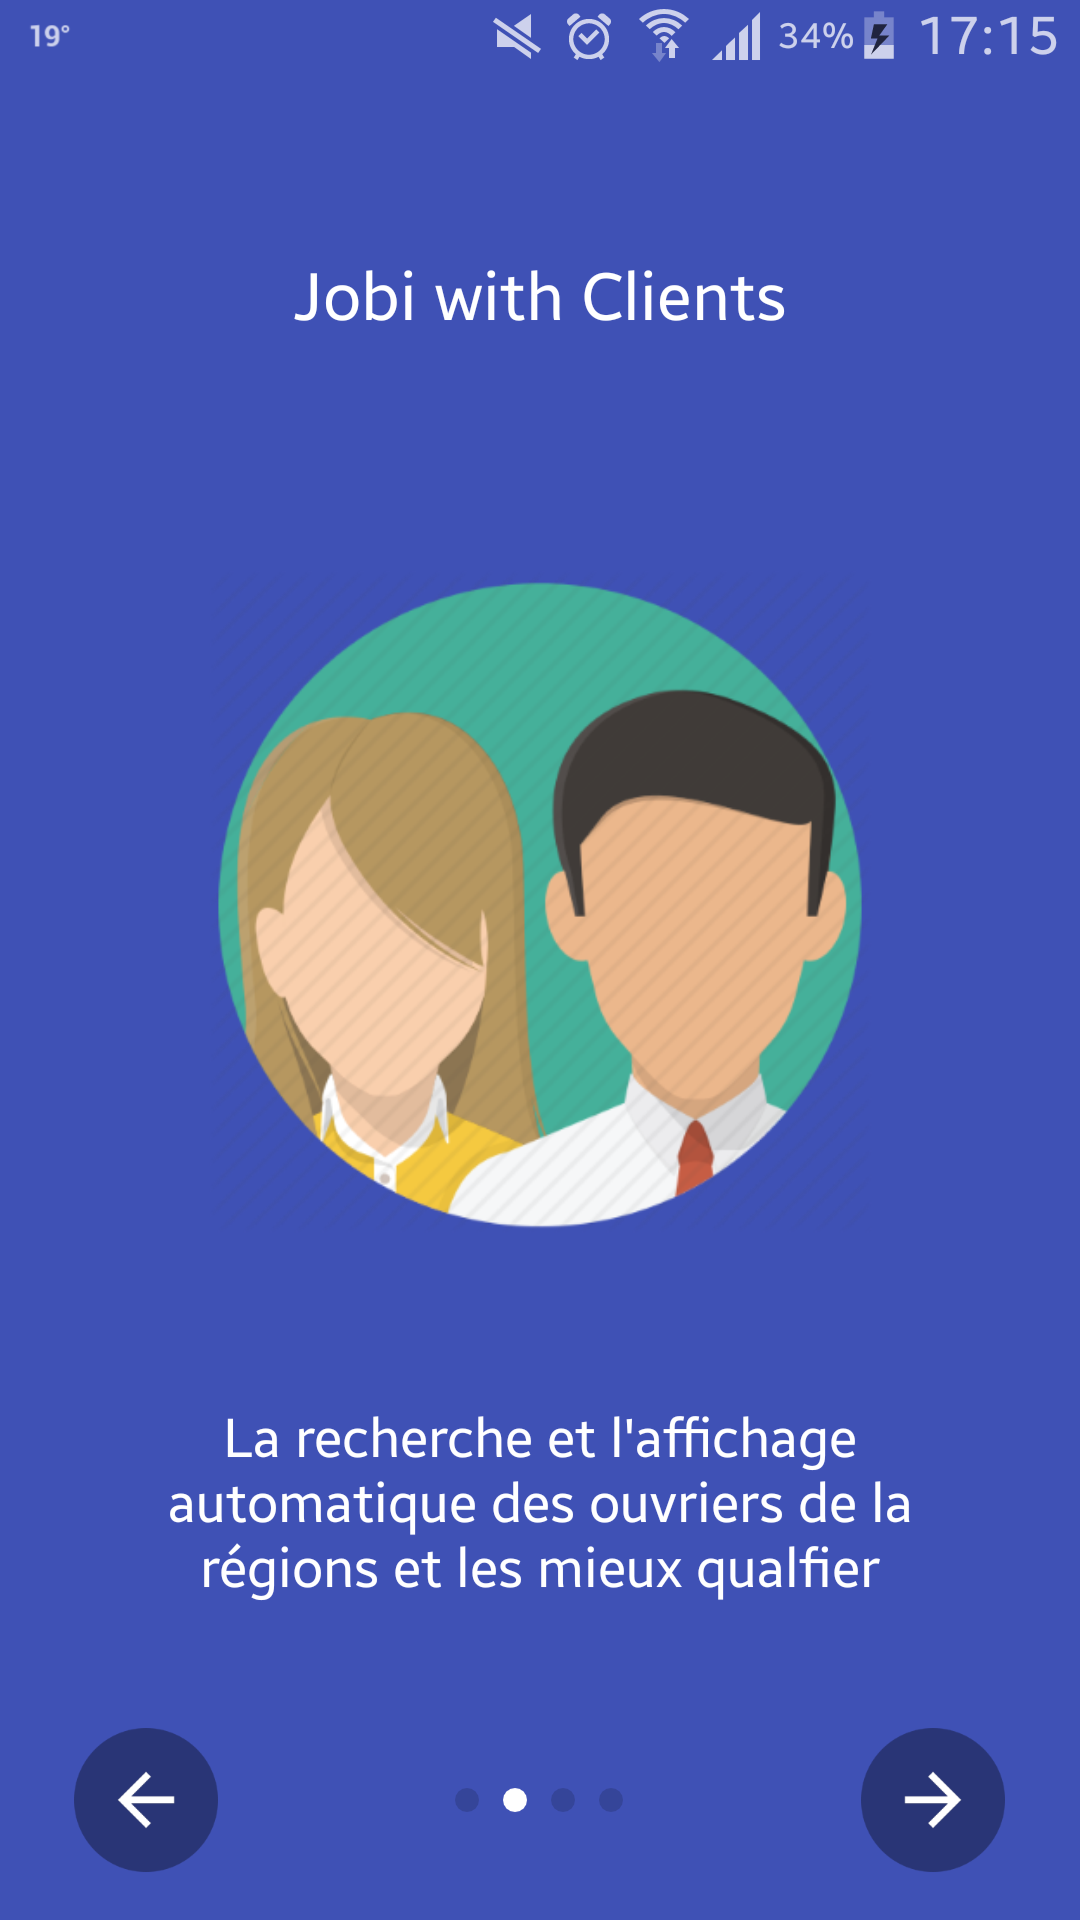 19°
34%
17:15
Jobi with Clients
La recherche et l'affichage
automatique des ouvriers de la
régions et les mieux qualfier